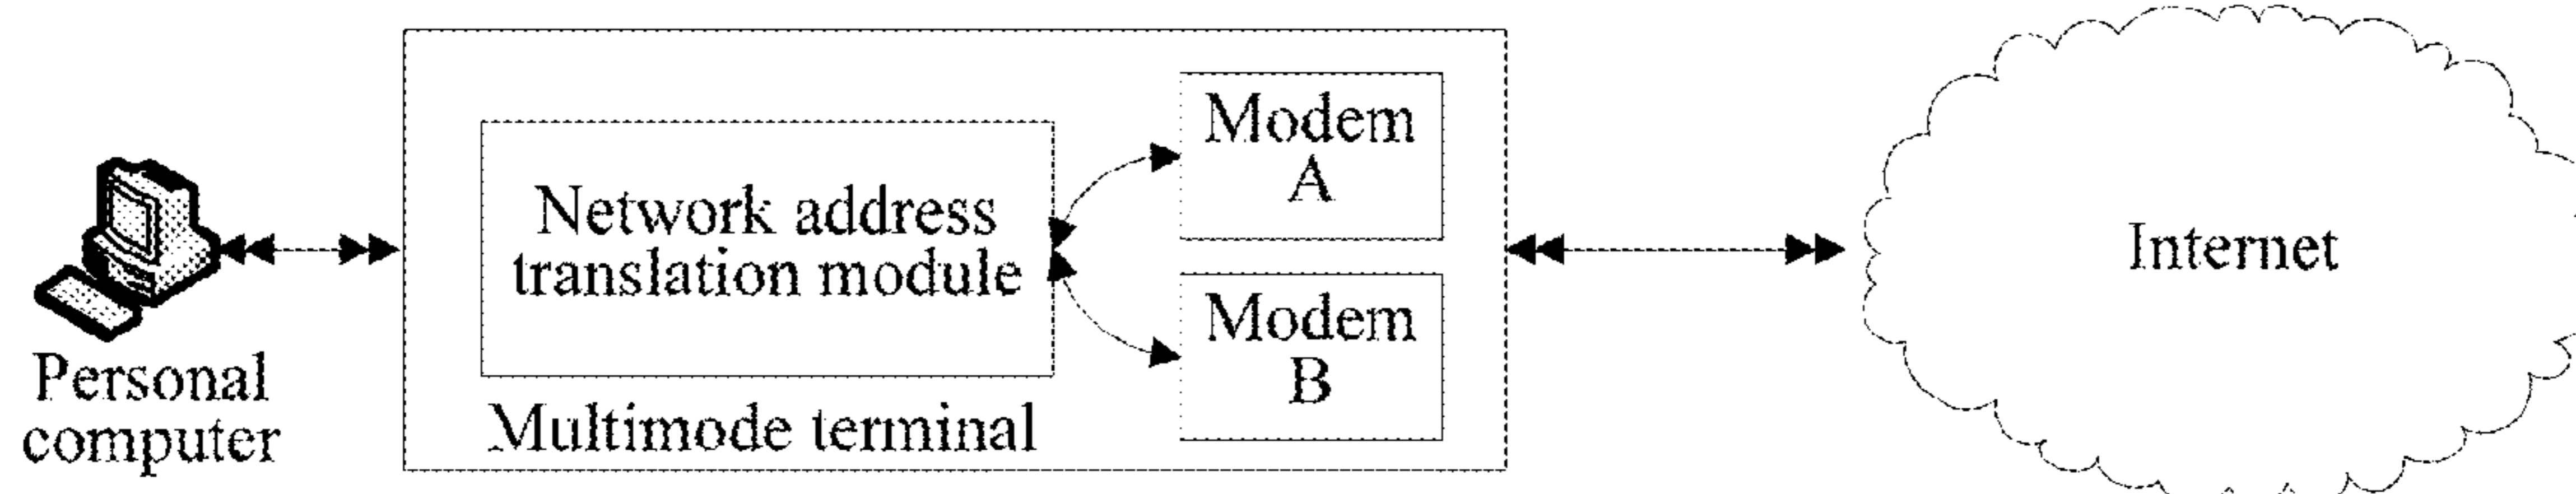 Personal
computer
Network address
translation module
Multimode terminal
Modem
A
Modem
B
Internet